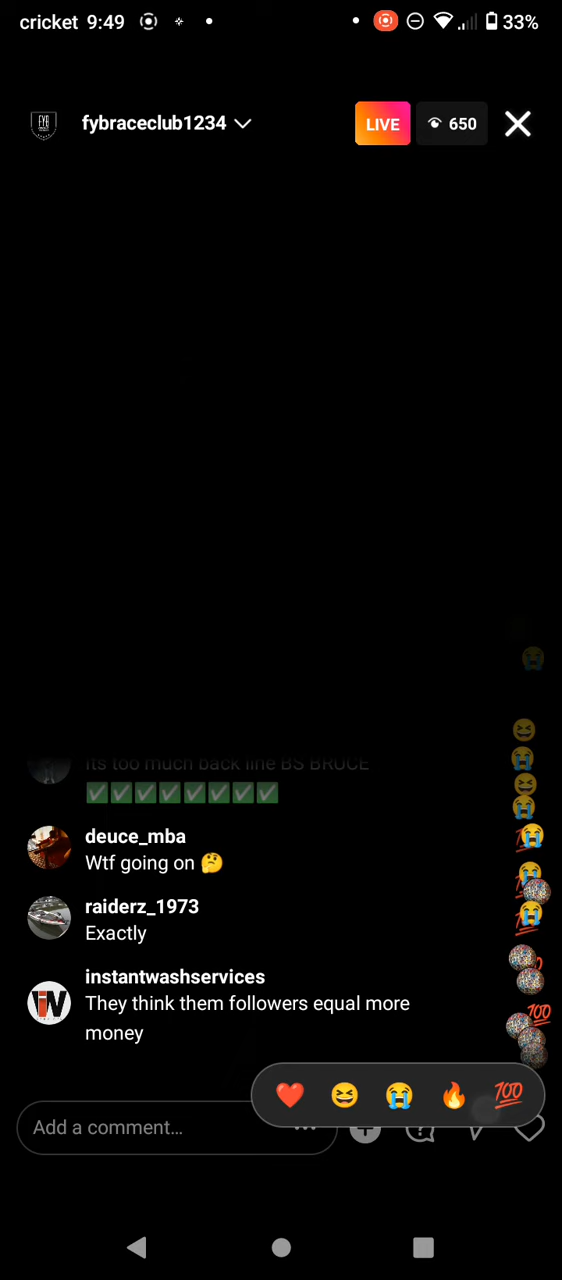 cricket 9:49 33%
FYB
fybraceclub1234 LIVE 650
Its too much back line BS BRUCE
✅✅✅✅✅✅✅✅
deuce_mba
Wtf going on 🤔
raiderz_1973
Exactly
instantwashservices
They think them followers equal more
money
Add a comment…